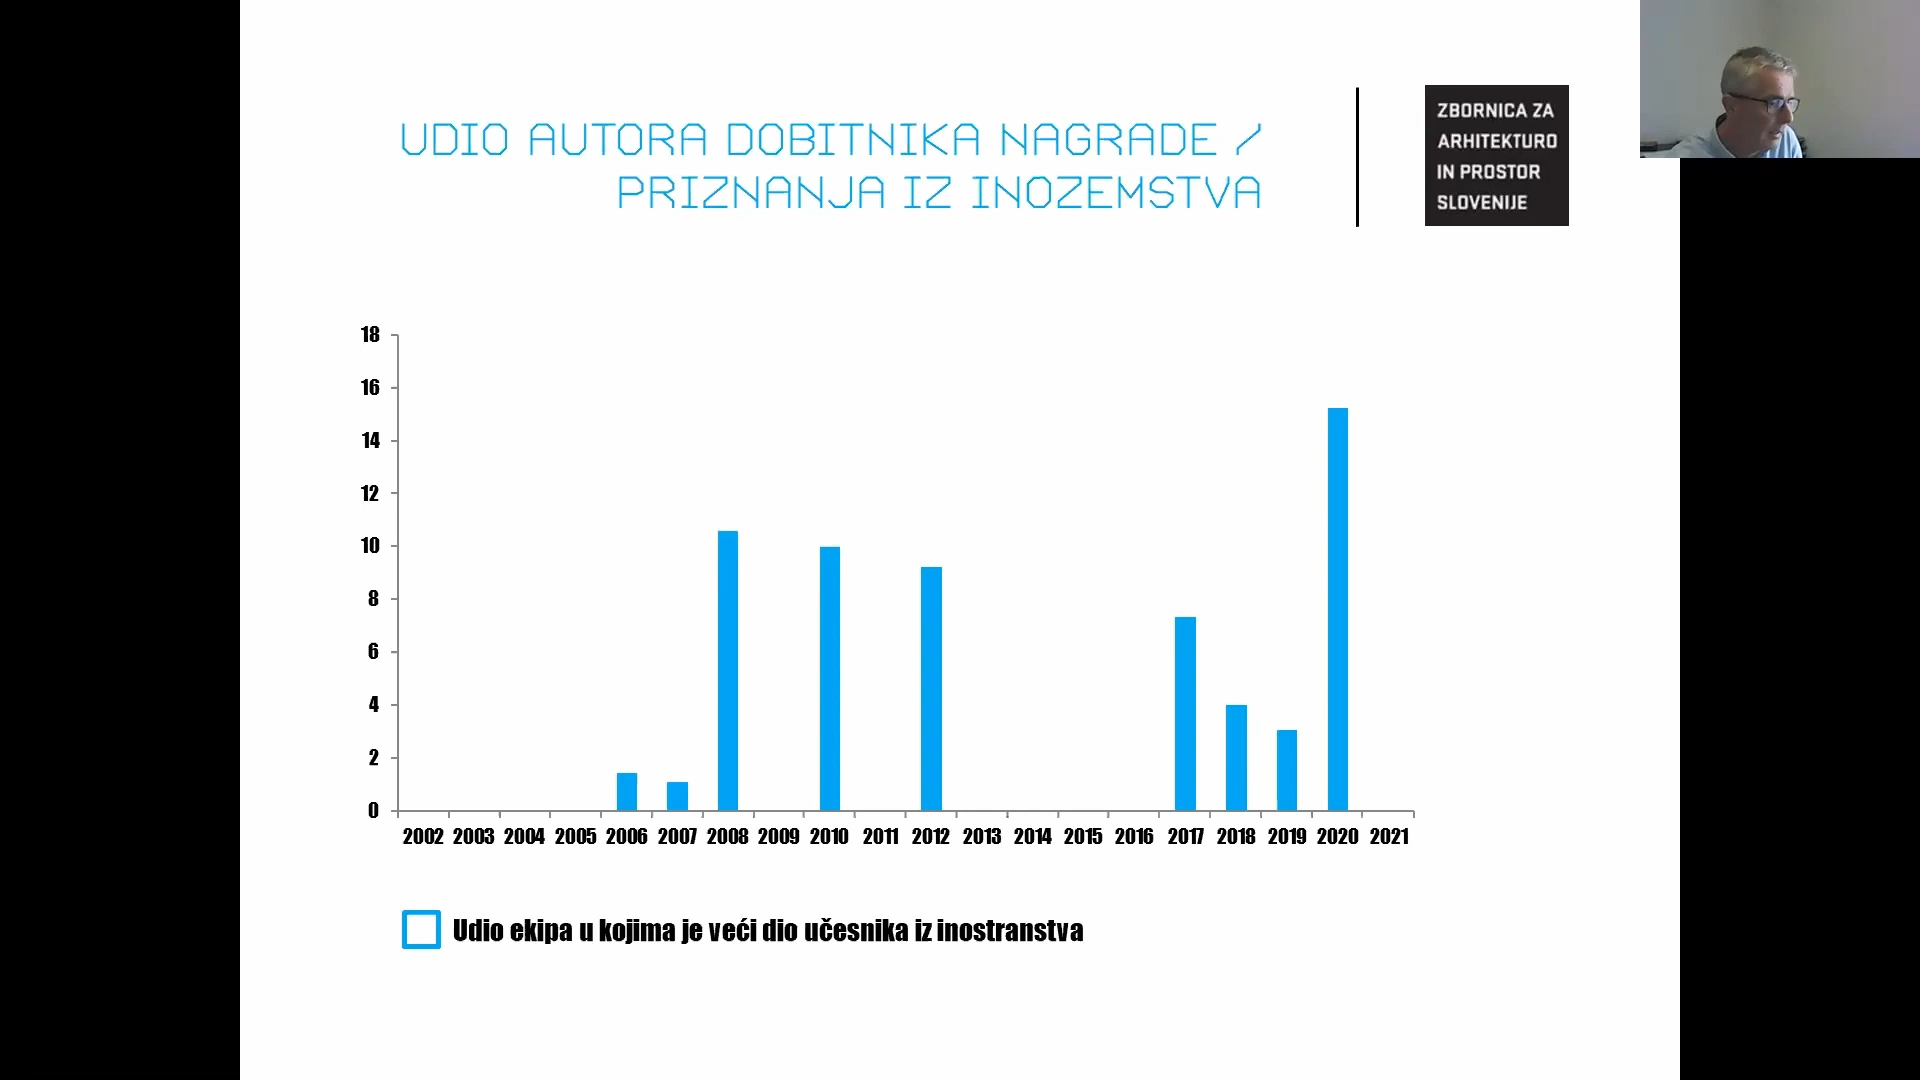 UDIO AUTORA DOBITNIKA NAGRADE /
PRIZNANJA IZ INOZEMSTVA
ZBORNICA ZA
ARHITEKTURO
IN PROSTOR
SLOVENIJE
18
16
14
12
10
8
6
4
2
0
2002 2003 2004 2005 2006 2007 2008 2009 2010 2011 2012 2013 2014 2015 2016 2017 2018 2019 2020 2021
Udio ekipa u kojima je veći dio učesnika iz inostranstva